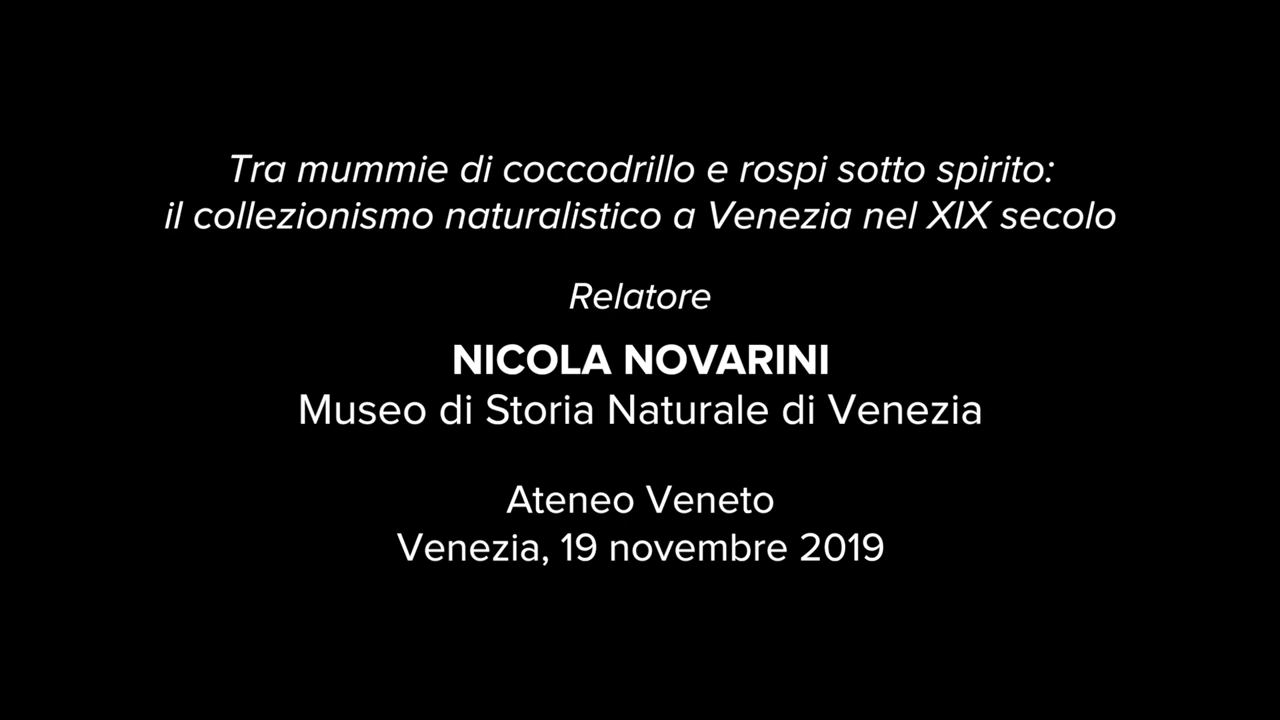 Tra mummie di coccodrillo e rospi sotto spirito:
il collezionismo naturalistico a Venezia nel XIX secolo
Relatore
NICOLA NOVARINI
Museo di Storia Naturale di Venezia
Ateneo Veneto
Venezia, 19 novembre 2019